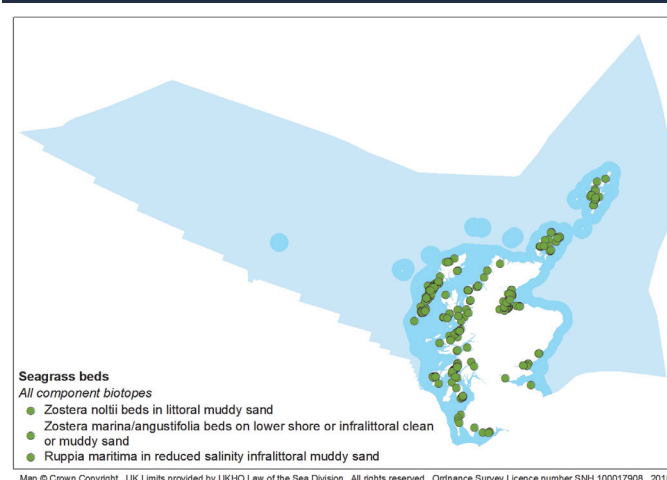 Seagrass beds
All component biotopes
Zostera noltii beds in littoral muddy sand
Zostera marina/angustifolia beds on lower shore or infralittoral clean
or muddy sand
Ruppia maritima in reduced salinity infralittoral muddy sand
Map © Crown Copyright UK Limits provided by UKHO Law of the Sea Division All rights reserved Ordnance Survey Licence number SNH 100017908